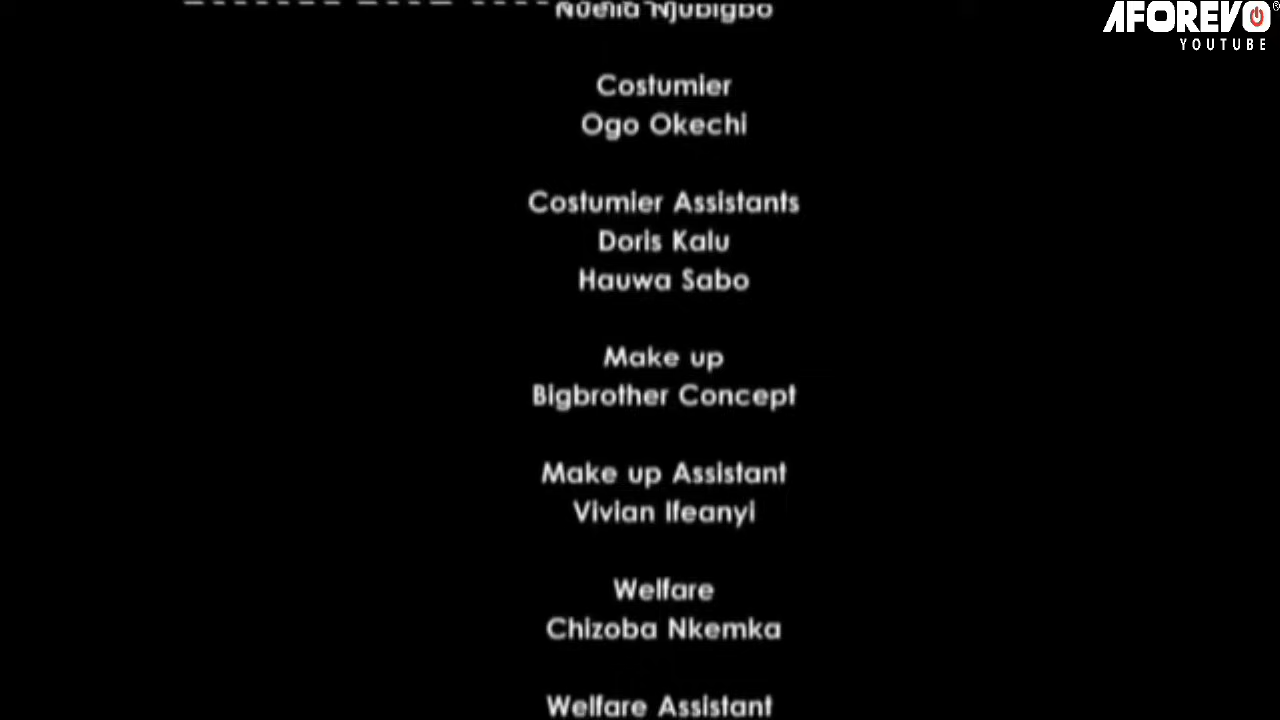 AFOREVO
YOUTUBE
Njubigbo
Costumier
Ogo Okechi
Costumier Assistants
Doris Kalu
Hauwa Sabo
Make up
Bigbrother Concept
Make up Assistant
Vivian Ifeanyi
Welfare
Chizoba Nkemka
Welfare Assistant